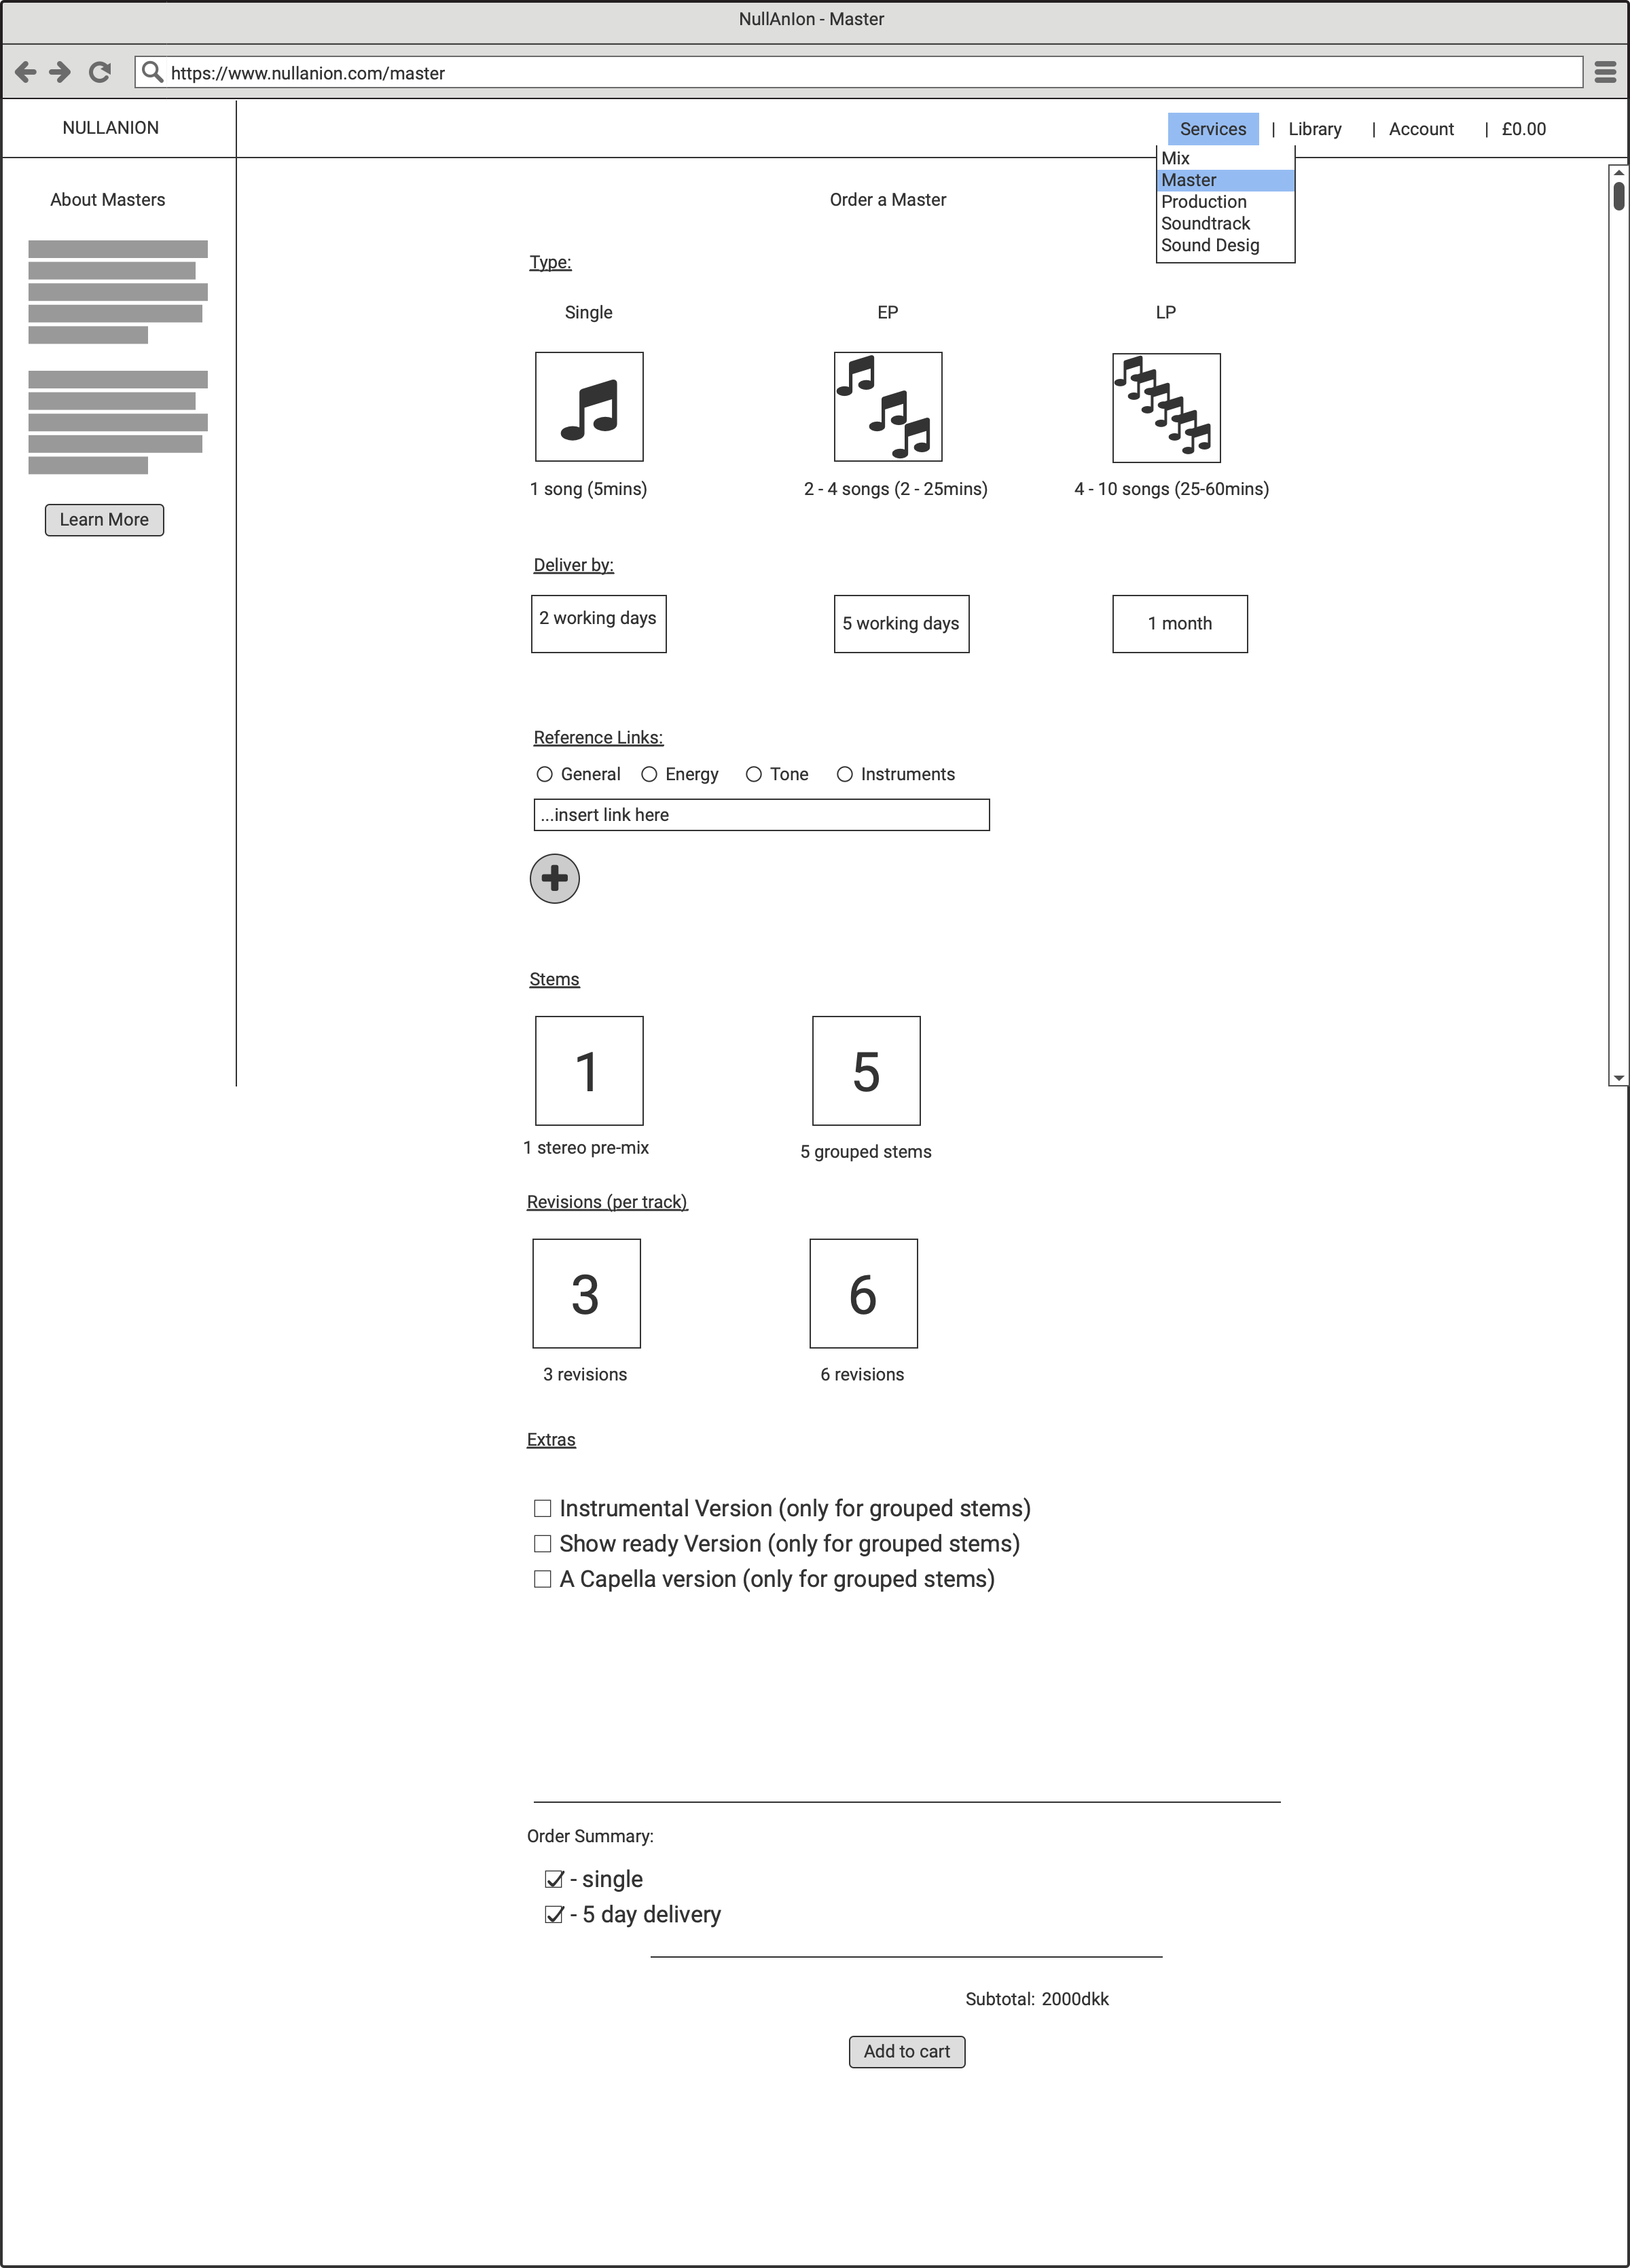 NullAnIon - Master
https://www.nullanion.com/master
NULLANION
Services | Library | Account | £0.00
Mix
Master
Production
Soundtrack
Sound Desig
About Masters
Learn More
Order a Master
Type:
Single EP LP
1 song (5mins) 2 - 4 songs (2 - 25mins) 4 - 10 songs (25-60mins)
Deliver by:
2 working days 5 working days 1 month
Reference Links:
General Energy Tone Instruments
...insert link here
Stems
1 5
1 stereo pre-mix 5 grouped stems
Revisions (per track)
3 6
3 revisions 6 revisions
Extras
Instrumental Version (only for grouped stems)
Show ready Version (only for grouped stems)
A Capella version (only for grouped stems)
Order Summary:
- single
- 5 day delivery
Subtotal: 2000dkk
Add to cart